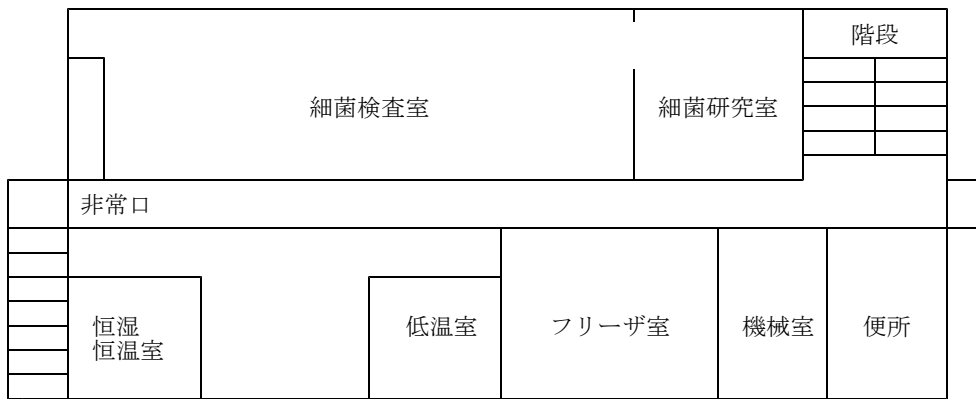 階段
細菌検査室
細菌研究室
非常口
恒湿
恒温室
低温室
フリーザ室
機械室
便所